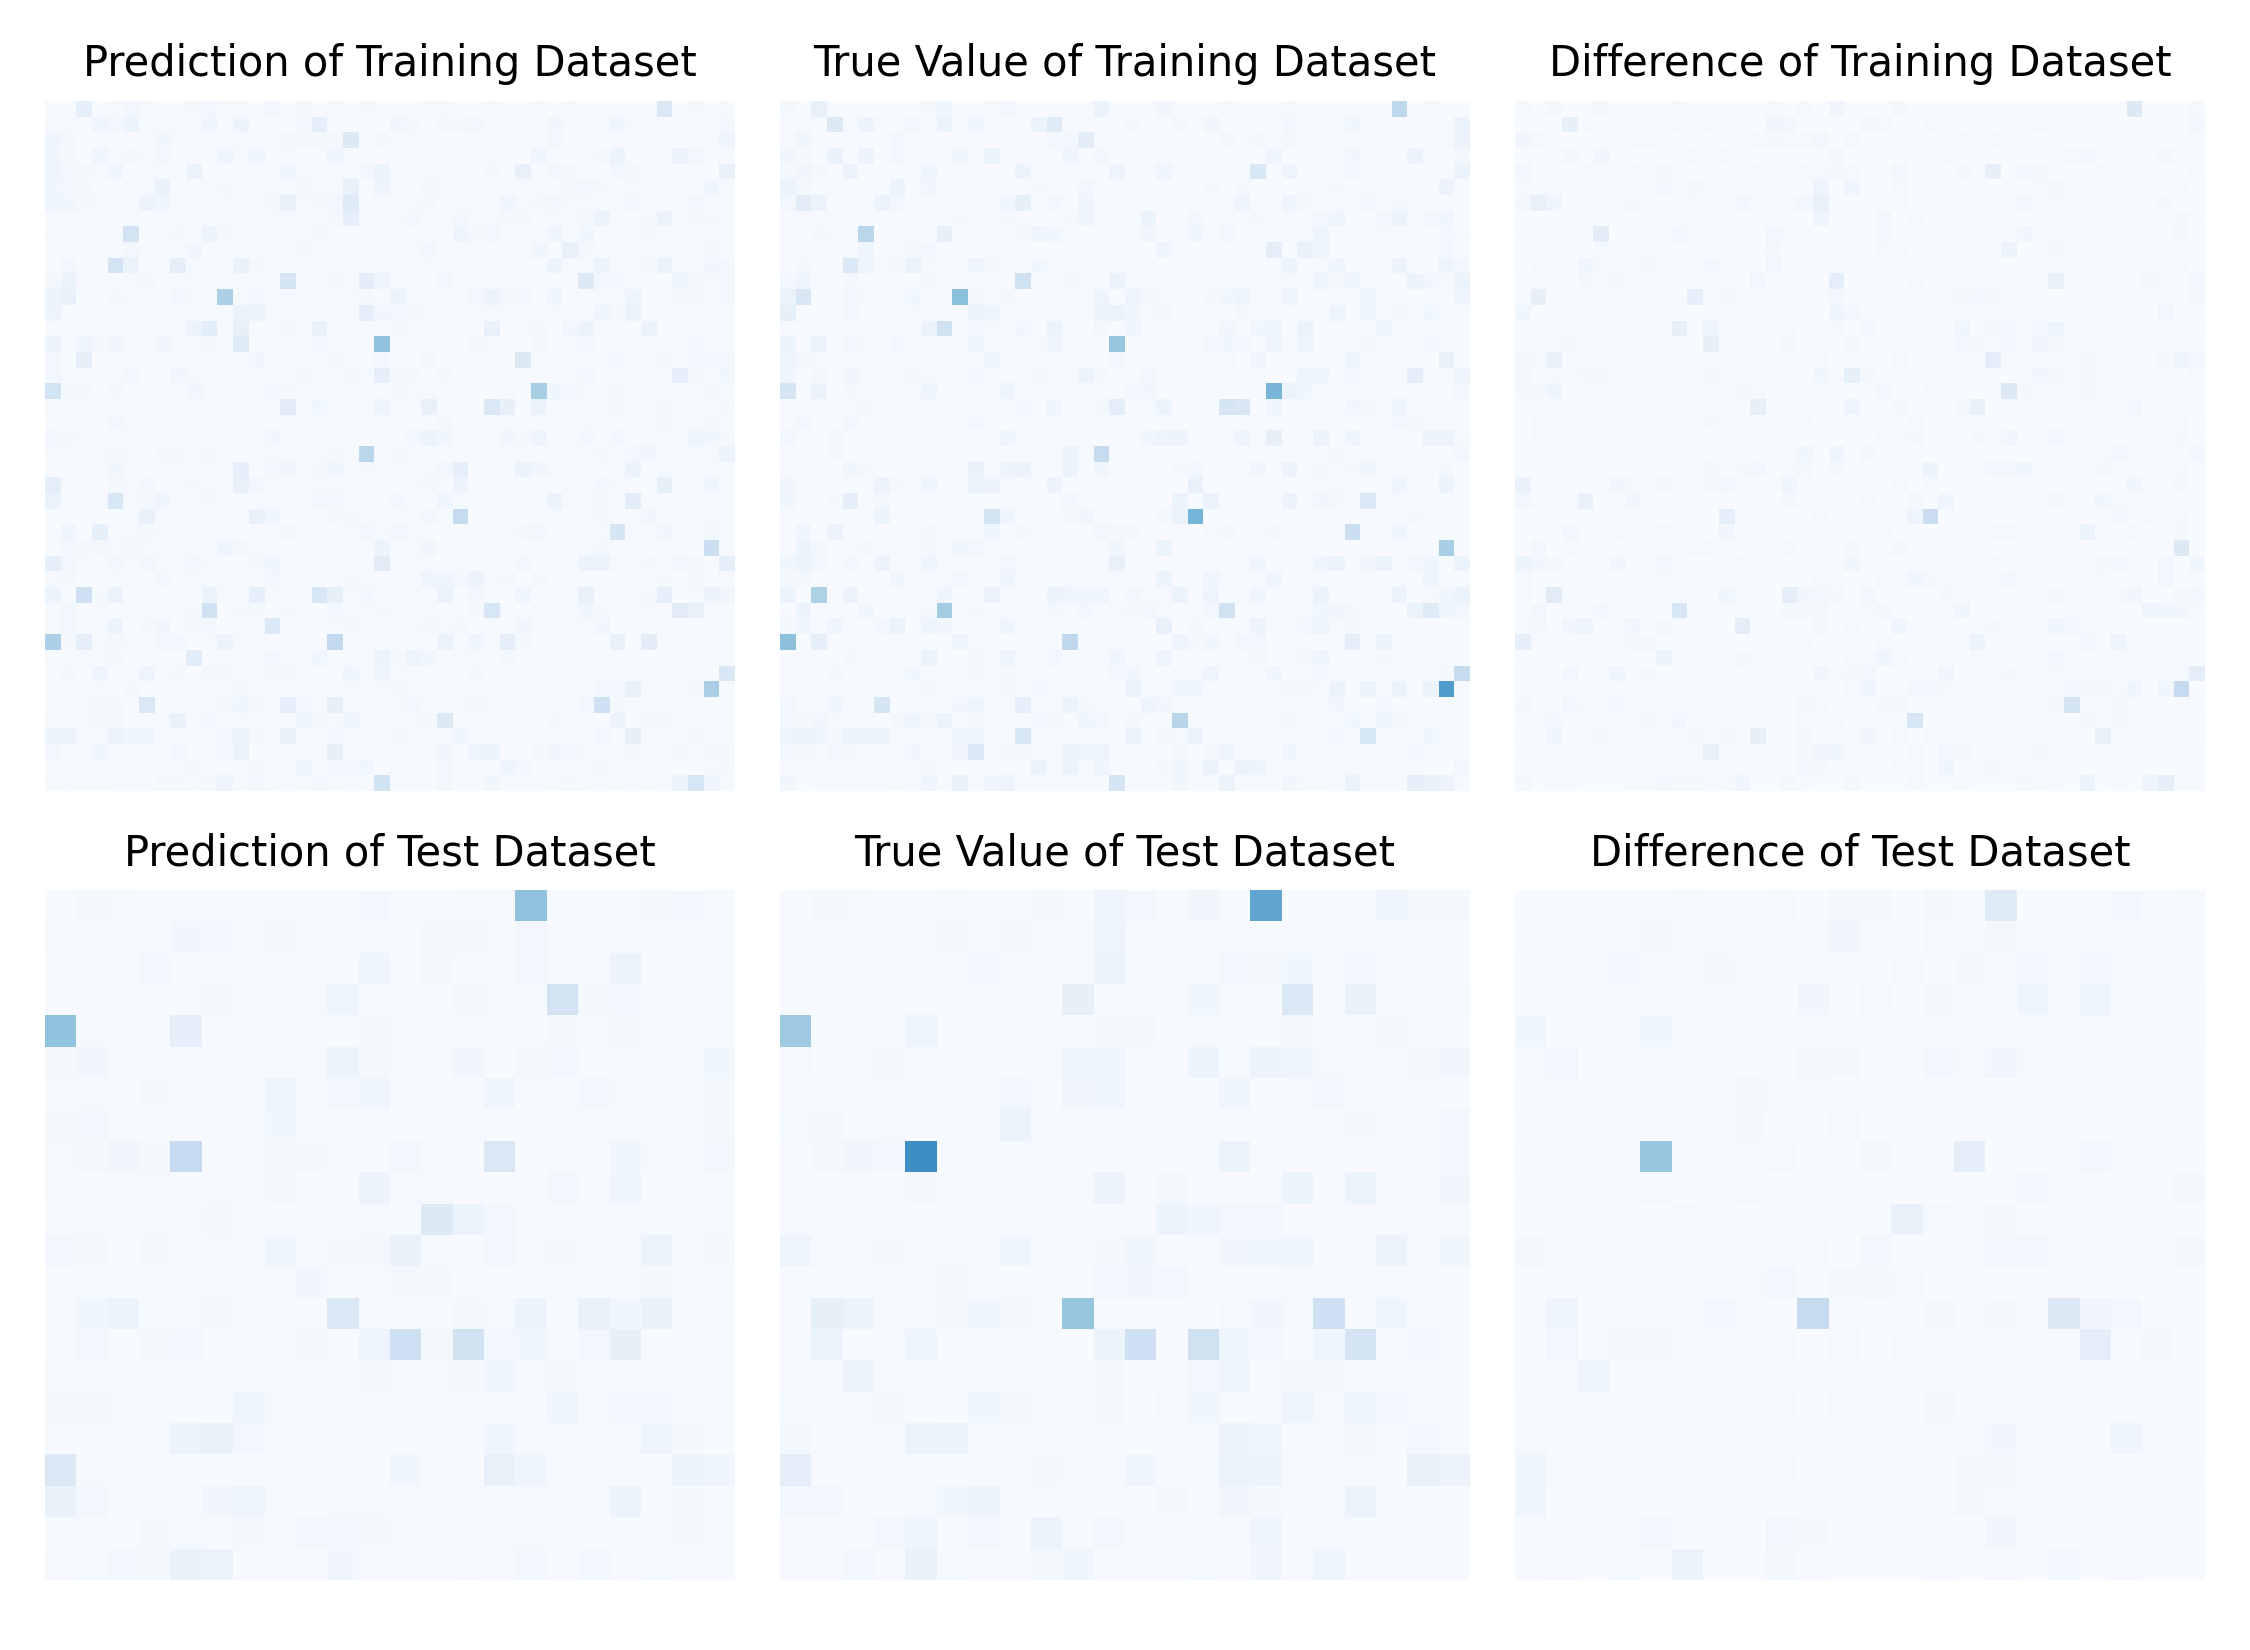 Prediction of Training Dataset
True Value of Training Dataset
Difference of Training Dataset
Prediction of Test Dataset
True Value of Test Dataset
Difference of Test Dataset